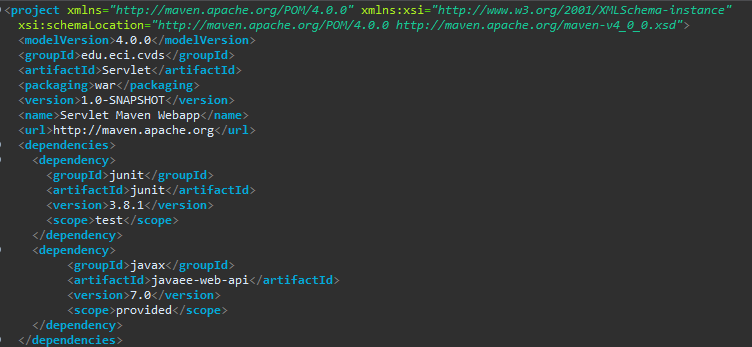 <project xmlns="http://maven.apache.org/POM/4.0.0" xmlns:xsi="http://www.w3.org/2001/XMLSchema-instance"
xsi:schemaLocation="http://maven.apache.org/POM/4.0.0 http://maven.apache.org/maven-v4_0_0.xsd">
<modelVersion>4.0.0</modelVersion>
<groupId>edu.eci.cvds</groupId>
<artifactId>Servlet</artifactId>
<packaging>war</packaging>
<version>1.0-SNAPSHOT</version>
<name>Servlet Maven Webapp</name>
<url>http://maven.apache.org</url>
<dependencies>
<dependency>
<groupId>junit</groupId>
<artifactId>junit</artifactId>
<version>3.8.1</version>
<scope>test</scope>
</dependency>
<dependency>
<groupId>javax</groupId>
<artifactId>javaee-web-api</artifactId>
<version>7.0</version>
<scope>provided</scope>
</dependency>
</dependencies>